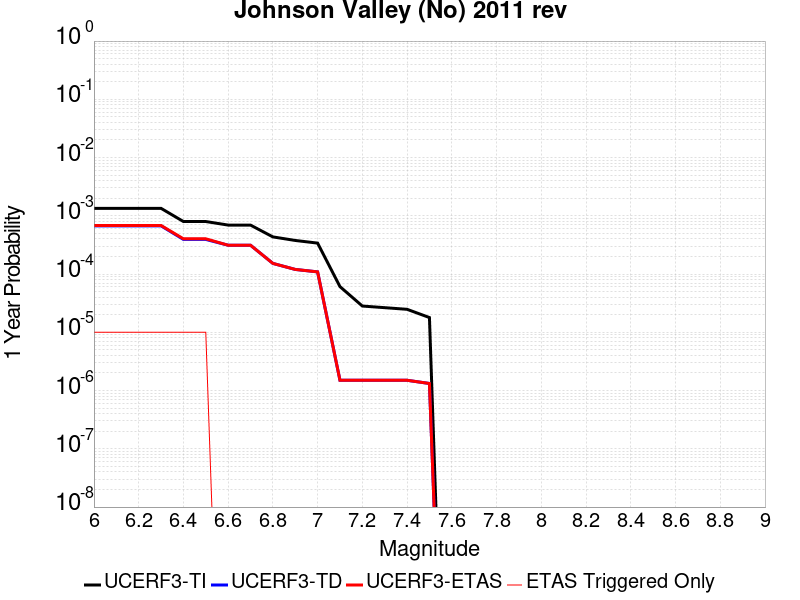 Johnson Valley (No) 2011 rev
10^0
10^-1
10^-2
10^-3
10^-4
10^-5
10^-6
10^-7
10^-8
1 Year Probability
6 6.2 6.4 6.6 6.8 7 7.2 7.4 7.6 7.8 8 8.2 8.4 8.6 8.8 9
Magnitude
UCERF3-TI UCERF3-TD UCERF3-ETAS ETAS Triggered Only